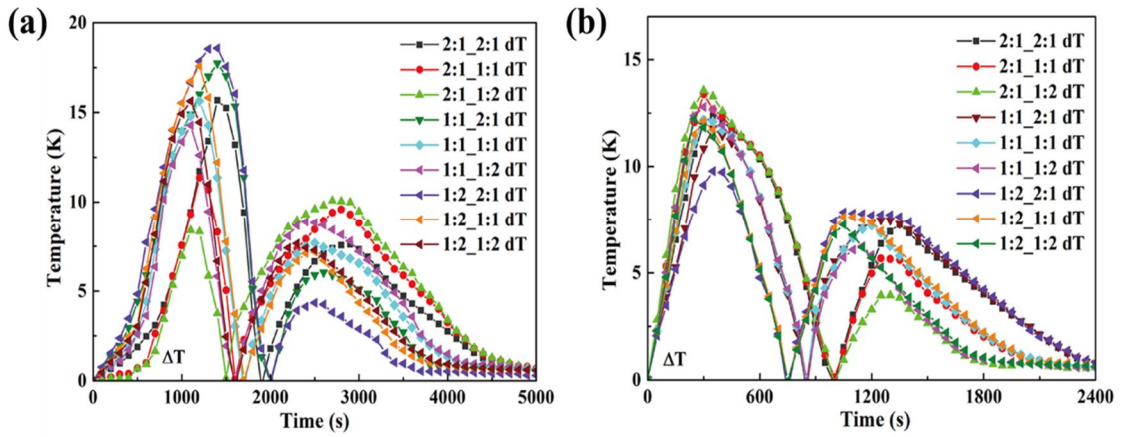 (a)
20
15
10
5
0
Temperature (K)
2:1_2:1 dT
2:1_1:1 dT
2:1_1:2 dT
1:1_2:1 dT
1:1_1:1 dT
1:1_1:2 dT
1:2_2:1 dT
1:2_1:1 dT
1:2_1:2 dT
ΔT
0 1000 2000 3000 4000 5000
Time (s)
(b)
15
10
5
0
Temperature (K)
2:1_2:1 dT
2:1_1:1 dT
2:1_1:2 dT
1:1_2:1 dT
1:1_1:1 dT
1:1_1:2 dT
1:2_2:1 dT
1:2_1:1 dT
1:2_1:2 dT
ΔT
0 600 1200 1800 2400
Time (s)